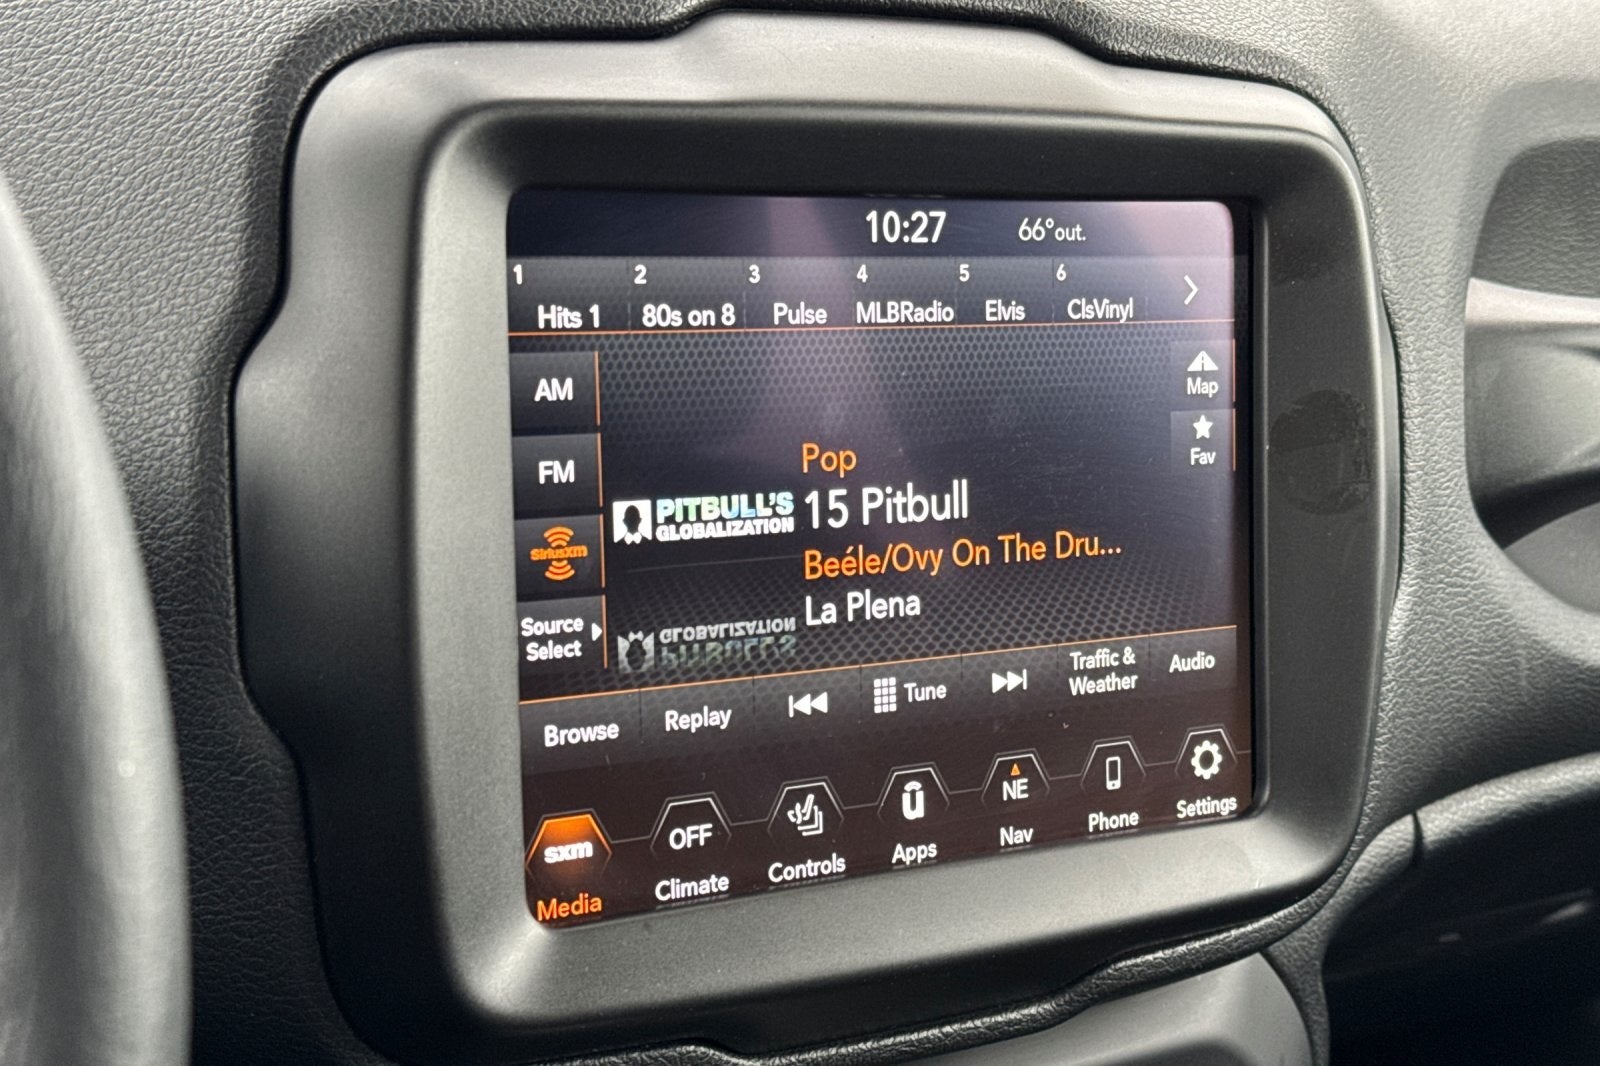 10:27 66°out.
1 2 3 4 5 6
Hits 1 80s on 8 Pulse MLBRadio Elvis ClsVinyl
AM
FM
SiriusXM
Source
Select
Map
Fav
Pop
PITBULL'S
GLOBALIZATION
15 Pitbull
Beéle/Ovy On The Dru...
La Plena
Browse Replay Tune
Traffic &
Weather
Audio
sxm OFF NE
Media Climate Controls Apps Nav Phone Settings